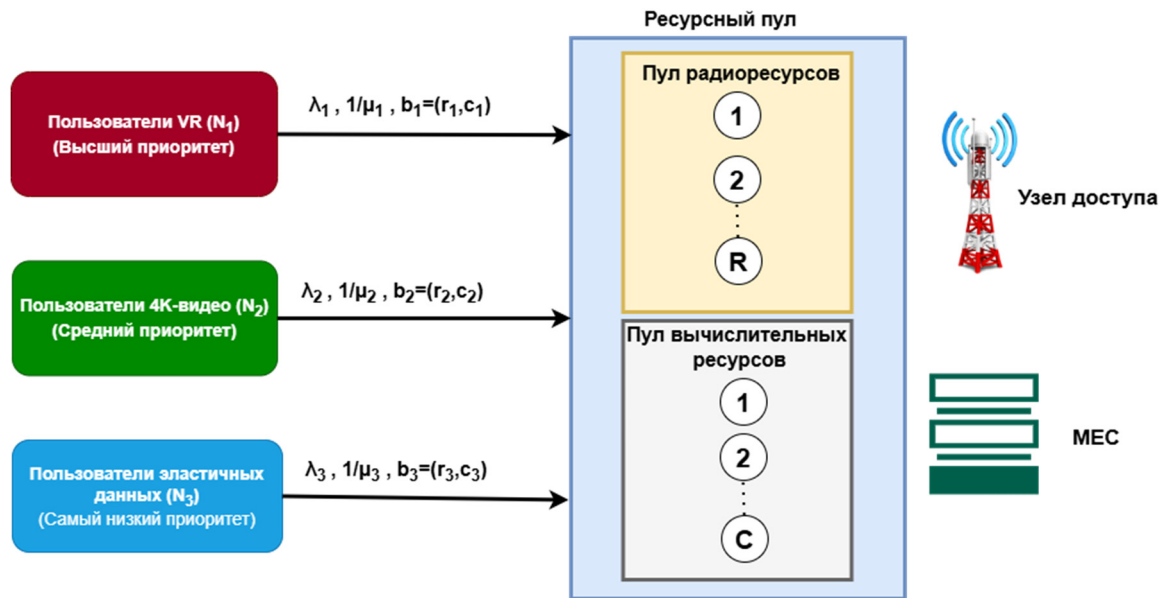 Ресурсный пул
Пул радиоресурсов
1
2
R
Пользователи VR (N₁)
(Высший приоритет)
λ₁ , 1/μ₁ , b₁=(r₁,c₁)
Узел доступа
Пользователи 4K-видео (N₂)
(Средний приоритет)
λ₂ , 1/μ₂ , b₂=(r₂,c₂)
Пул вычислительных
ресурсов
1
2
C
Пользователи эластичных
данных (N₃)
(Самый низкий приоритет)
λ₃ , 1/μ₃ , b₃=(r₃,c₃)
MEC